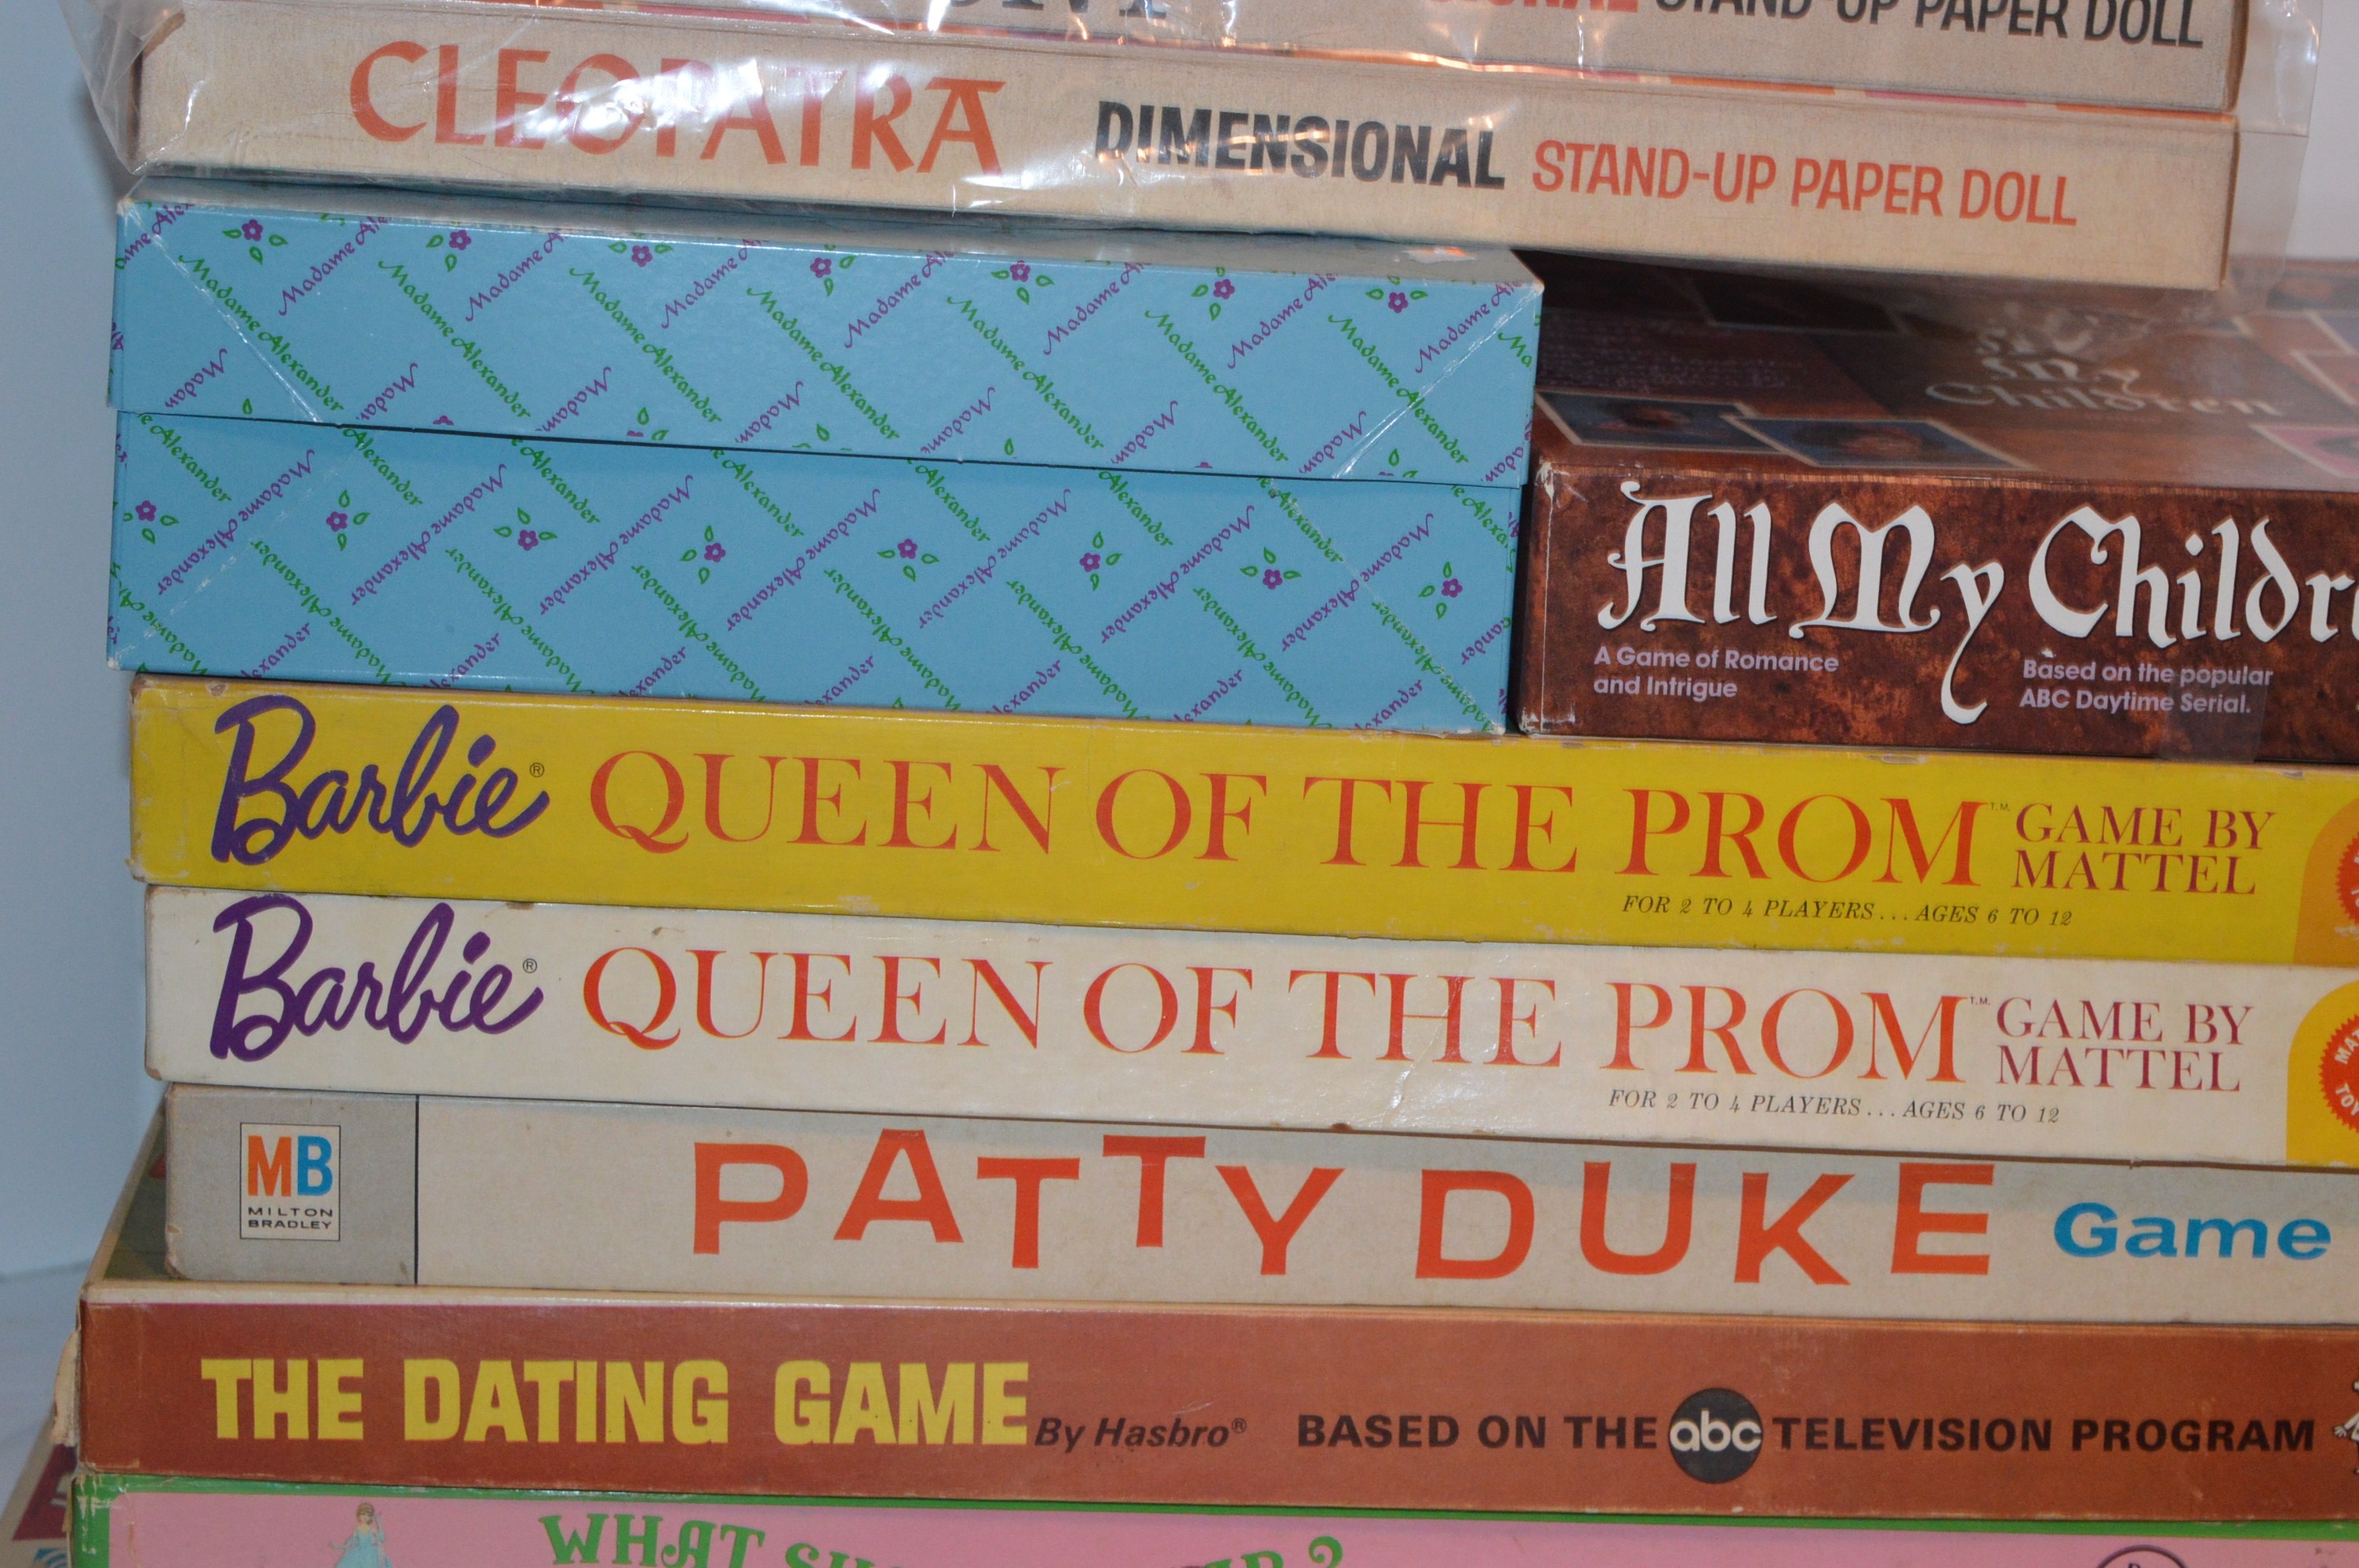 STAND-UP PAPER DOLL
CLEOPATRA DIMENSIONAL STAND-UP PAPER DOLL
Madame Alexander
My
Children
All My Childre
A Game of Romance
and Intrigue
Based on the popular
ABC Daytime Serial.
Barbie® QUEEN OF THE PROM T.M. GAME BY
MATTEL
FOR 2 TO 4 PLAYERS... AGES 6 TO 12
Barbie® QUEEN OF THE PROM T.M. GAME BY
MATTEL
FOR 2 TO 4 PLAYERS... AGES 6 TO 12
MB
MILTON
BRADLEY
PATTY DUKE Game
THE DATING GAME By Hasbro® BASED ON THE abc TELEVISION PROGRAM
WHAT